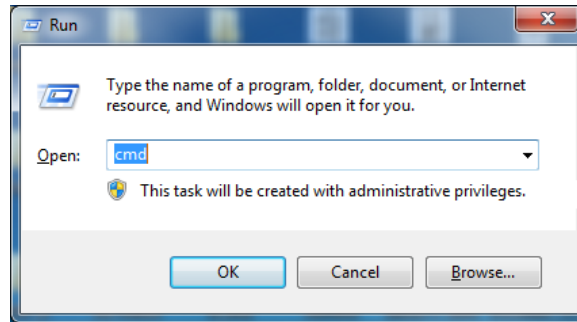 Run
Type the name of a program, folder, document, or Internet
resource, and Windows will open it for you.
Open: cmd
This task will be created with administrative privileges.
OK Cancel Browse...